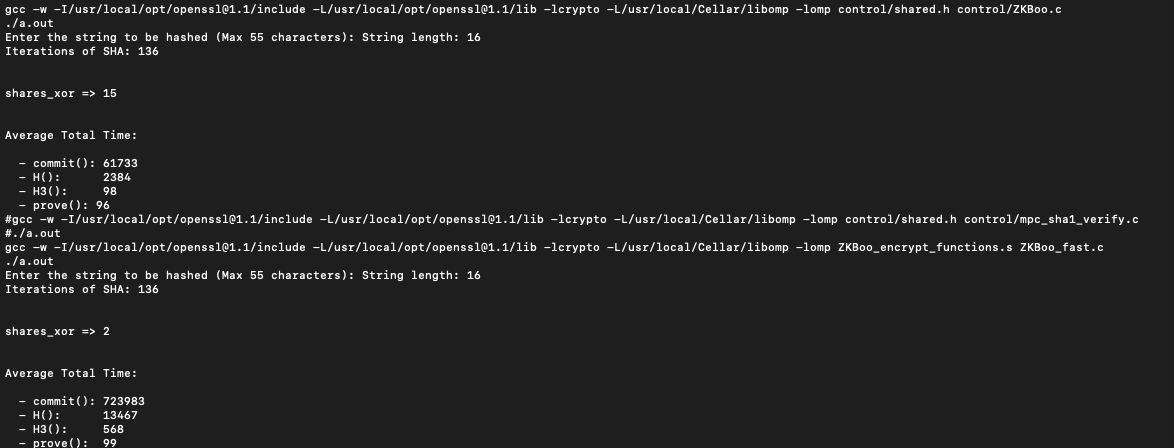 gcc -w -I/usr/local/opt/openssl@1.1/include -L/usr/local/opt/openssl@1.1/lib -lcrypto -L/usr/local/Cellar/libomp -lomp control/shared.h control/ZKBoo.c
./a.out
Enter the string to be hashed (Max 55 characters): String length: 16
Iterations of SHA: 136
shares_xor => 15
Average Total Time:
- commit(): 61733
- H(): 2384
- H3(): 98
- prove(): 96
#gcc -w -I/usr/local/opt/openssl@1.1/include -L/usr/local/opt/openssl@1.1/lib -lcrypto -L/usr/local/Cellar/libomp -lomp control/shared.h control/mpc_sha1_verify.c
#./a.out
gcc -w -I/usr/local/opt/openssl@1.1/include -L/usr/local/opt/openssl@1.1/lib -lcrypto -L/usr/local/Cellar/libomp -lomp ZKBoo_encrypt_functions.s ZKBoo_fast.c
./a.out
Enter the string to be hashed (Max 55 characters): String length: 16
Iterations of SHA: 136
shares_xor => 2
Average Total Time:
- commit(): 723983
- H(): 13467
- H3(): 568
- prove(): 99